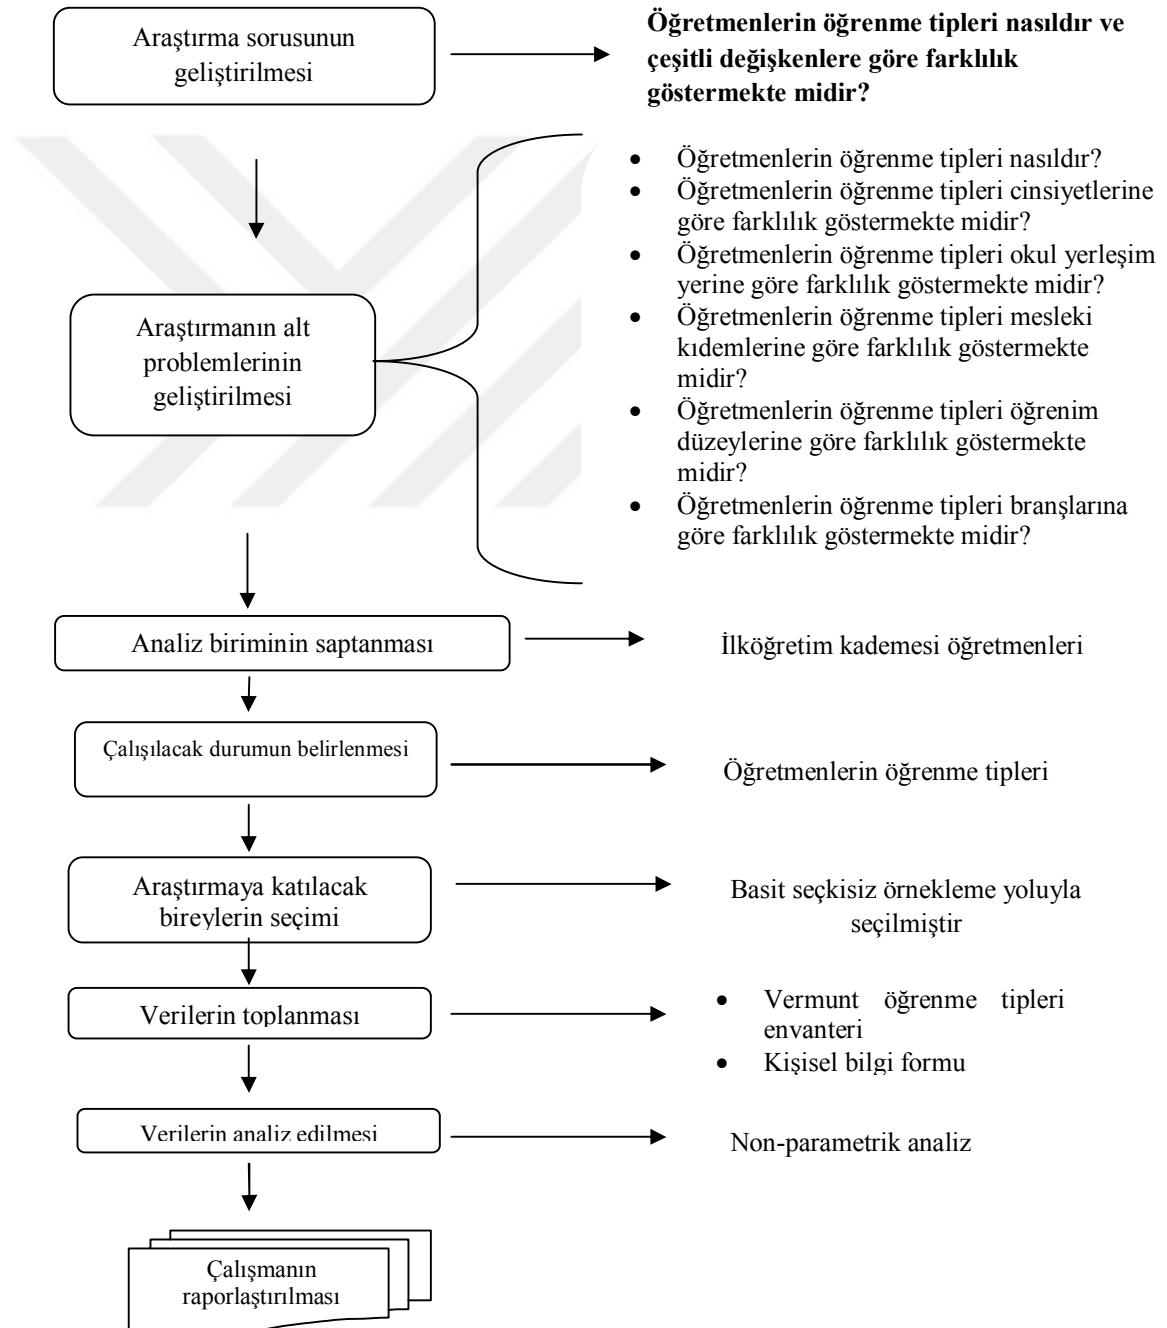 Araştırma sorusunun
geliştirilmesi
Öğretmenlerin öğrenme tipleri nasıldır ve
çeşitli değişkenlere göre farklılık
göstermekte midir?
Araştırmanın alt
problemlerinin
geliştirilmesi
• Öğretmenlerin öğrenme tipleri nasıldır?
• Öğretmenlerin öğrenme tipleri cinsiyetlerine
göre farklılık göstermekte midir?
• Öğretmenlerin öğrenme tipleri okul yerleşim
yerine göre farklılık göstermekte midir?
• Öğretmenlerin öğrenme tipleri mesleki
kıdemlerine göre farklılık göstermekte
midir?
• Öğretmenlerin öğrenme tipleri öğrenim
düzeylerine göre farklılık göstermekte
midir?
• Öğretmenlerin öğrenme tipleri branşlarına
göre farklılık göstermekte midir?
Analiz biriminin saptanması
İlköğretim kademesi öğretmenleri
Çalışılacak durumun belirlenmesi
Öğretmenlerin öğrenme tipleri
Araştırmaya katılacak
bireylerin seçimi
Basit seçkisiz örnekleme yoluyla
seçilmiştir
Verilerin toplanması
• Vermunt öğrenme tipleri
envanteri
• Kişisel bilgi formu
Verilerin analiz edilmesi
Non-parametrik analiz
Çalışmanın
raporlaştırılması